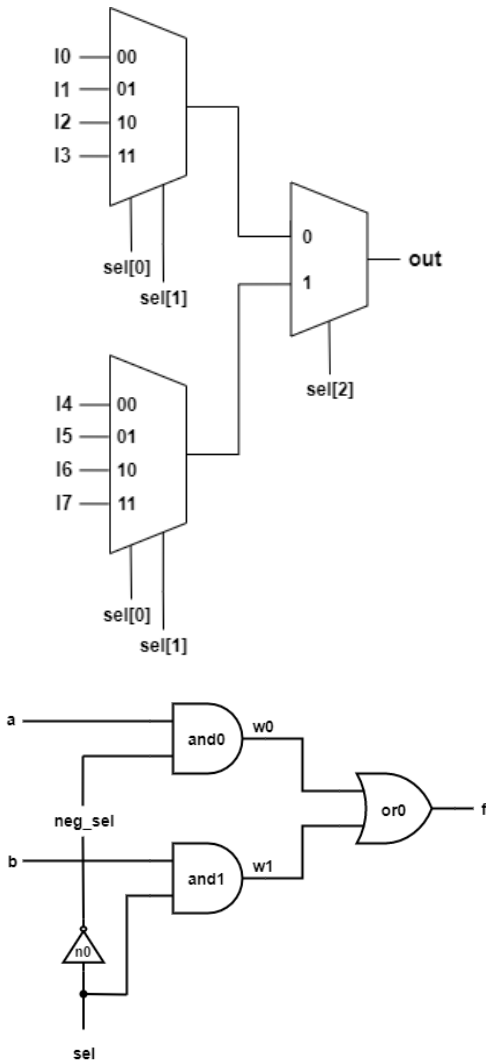 I0 00
I1 01
I2 10
I3 11
sel[0]
sel[1]
0
1
out
sel[2]
I4 00
I5 01
I6 10
I7 11
sel[0]
sel[1]
a
and0
w0
neg_sel
or0
f
b
and1
w1
n0
sel